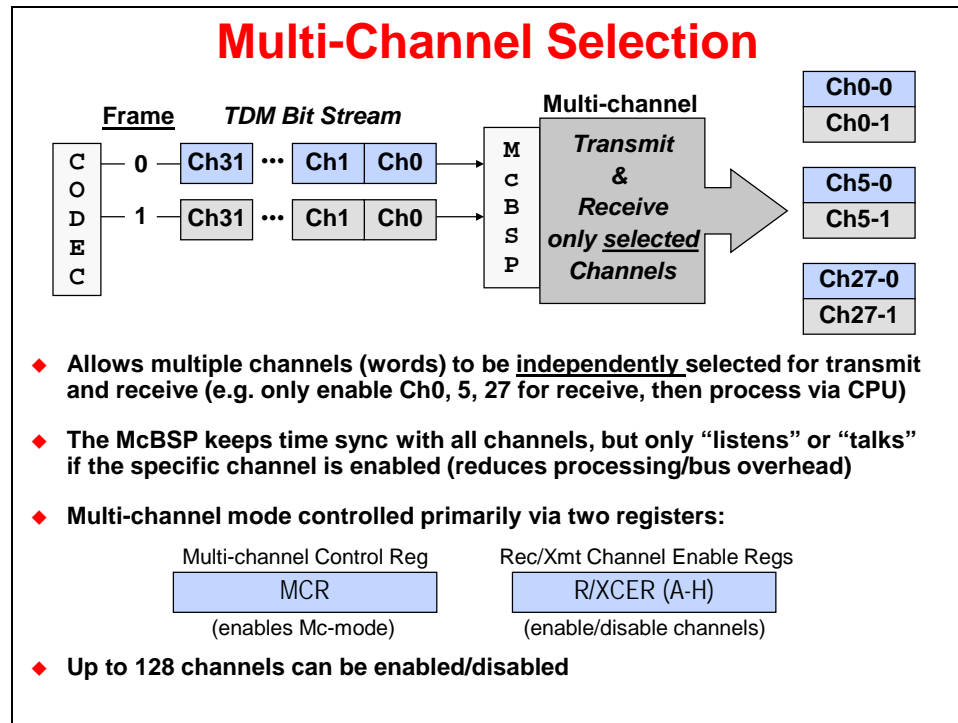 Multi-Channel Selection
Frame
TDM Bit Stream
Multi-channel
CODEC
0
Ch31 ••• Ch1 Ch0
1
Ch31 ••• Ch1 Ch0
McBSP
Transmit
&
Receive
only selected
Channels
Ch0-0
Ch0-1
Ch5-0
Ch5-1
Ch27-0
Ch27-1
Allows multiple channels (words) to be independently selected for transmit
and receive (e.g. only enable Ch0, 5, 27 for receive, then process via CPU)
The McBSP keeps time sync with all channels, but only “listens” or “talks”
if the specific channel is enabled (reduces processing/bus overhead)
Multi-channel mode controlled primarily via two registers:
Multi-channel Control Reg
MCR
(enables Mc-mode)
Rec/Xmt Channel Enable Regs
R/XCER (A-H)
(enable/disable channels)
Up to 128 channels can be enabled/disabled